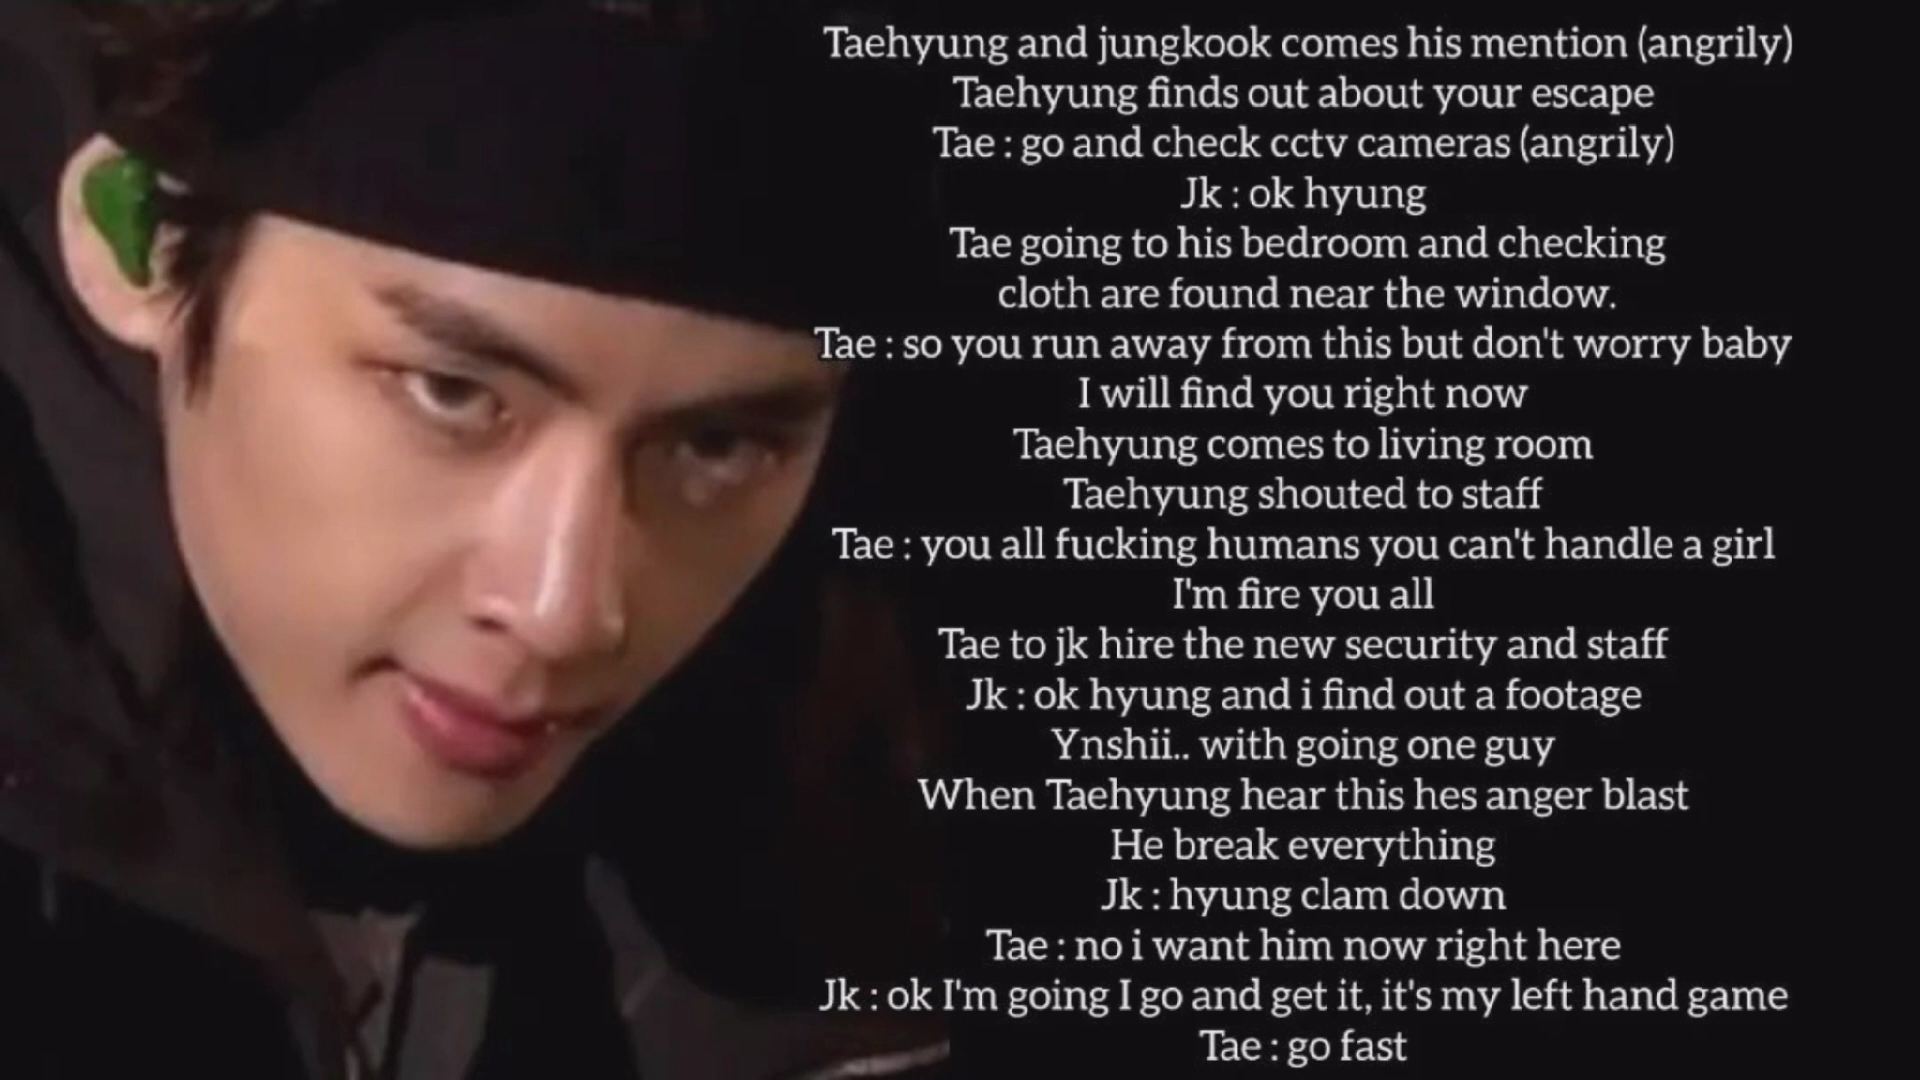 Taehyung and jungkook comes his mention (angrily)
Taehyung finds out about your escape
Tae : go and check cctv cameras (angrily)
Jk : ok hyung
Tae going to his bedroom and checking
cloth are found near the window.
Tae : so you run away from this but don't worry baby
I will find you right now
Taehyung comes to living room
Taehyung shouted to staff
Tae : you all fucking humans you can't handle a girl
I'm fire you all
Tae to jk hire the new security and staff
Jk : ok hyung and i find out a footage
Ynshii.. with going one guy
When Taehyung hear this hes anger blast
He break everything
Jk : hyung clam down
Tae : no i want him now right here
Jk : ok I'm going I go and get it, it's my left hand game
Tae : go fast